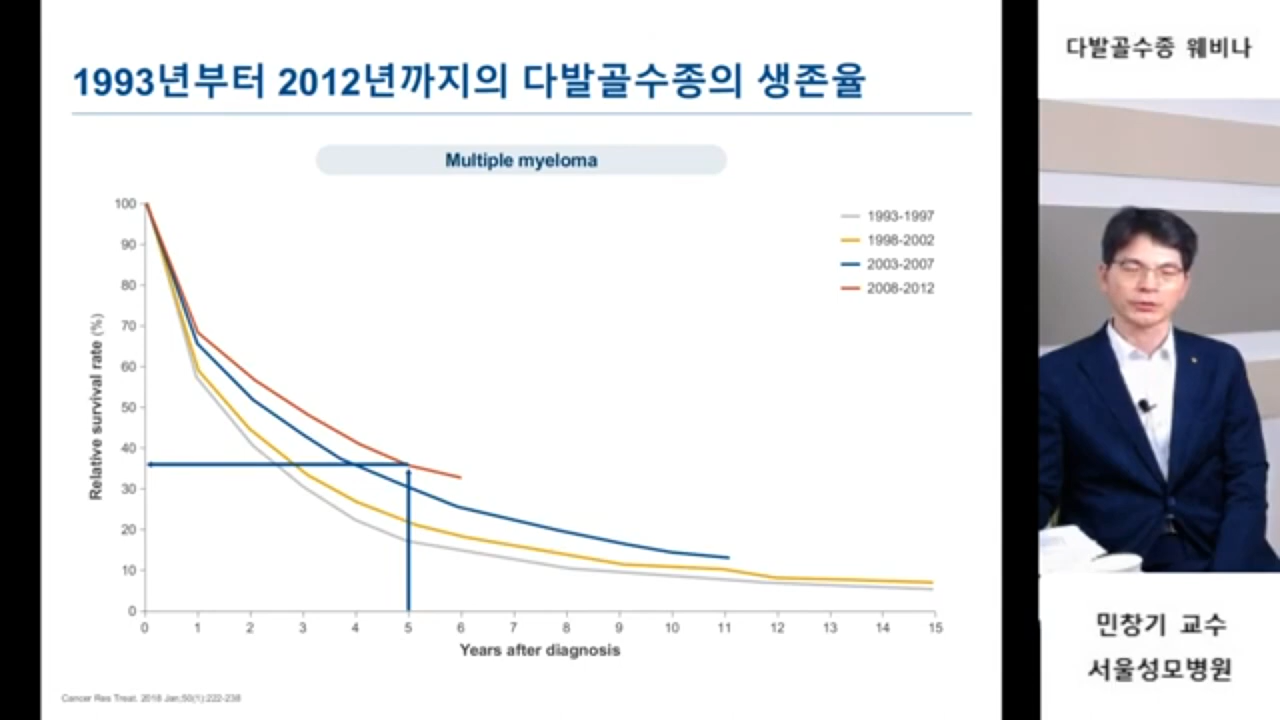 다발골수종 웨비나
1993년부터 2012년까지의 다발골수종의 생존율
Multiple myeloma
100
90
80
70
60
50
40
30
20
10
0
Relative survival rate (%)
1993-1997
1998-2002
2003-2007
2008-2012
0 1 2 3 4 5 6 7 8 9 10 11 12 13 14 15
Years after diagnosis
Cancer Res Treat. 2018 Jan;50(1):222-238
민창기 교수
서울성모병원